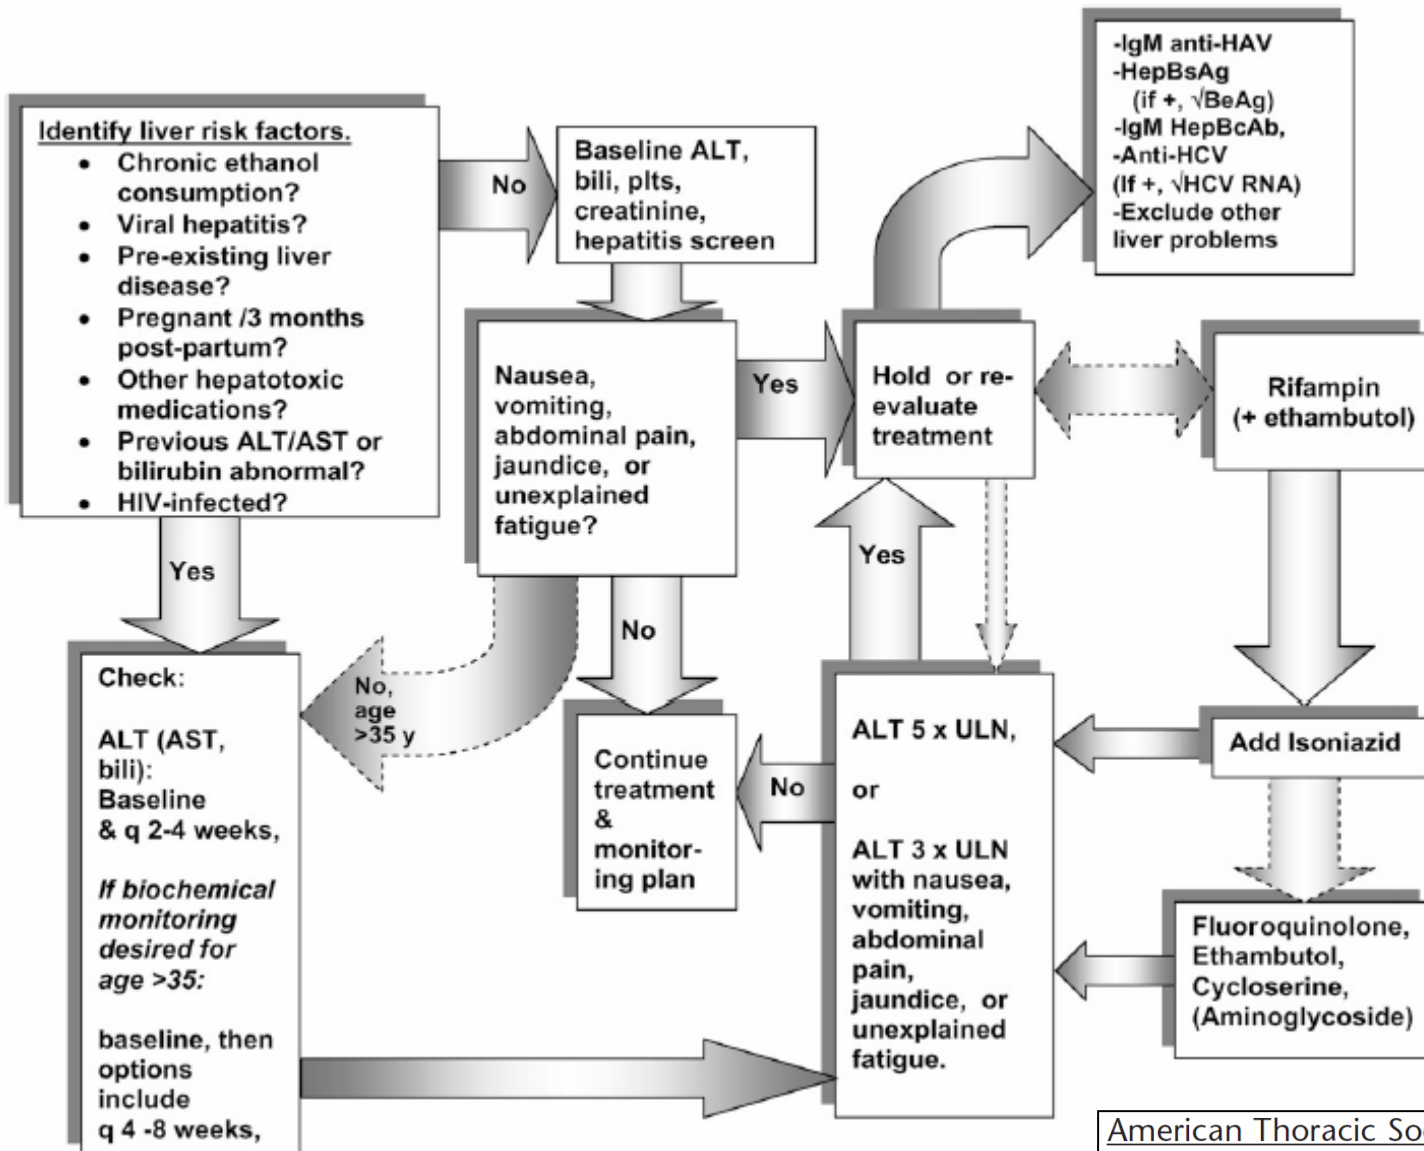 Identify liver risk factors.
• Chronic ethanol
consumption?
• Viral hepatitis?
• Pre-existing liver
disease?
• Pregnant /3 months
post-partum?
• Other hepatotoxic
medications?
• Previous ALT/AST or
bilirubin abnormal?
• HIV-infected?
No
Baseline ALT,
bili, plts,
creatinine,
hepatitis screen
-IgM anti-HAV
-HepBsAg
(if +, √BeAg)
-IgM HepBcAb,
-Anti-HCV
(If +, √HCV RNA)
-Exclude other
liver problems
Nausea,
vomiting,
abdominal pain,
jaundice, or
unexplained
fatigue?
Yes
Hold or re-
evaluate
treatment
Rifampin
(+ ethambutol)
Yes
No
Yes
No,
age
>35 y
Check:
ALT (AST,
bili):
Baseline
& q 2-4 weeks,
If biochemical
monitoring
desired for
age >35:
baseline, then
options
include
q 4 -8 weeks,
Continue
treatment
&
monitor-
ing plan
No
ALT 5 x ULN,
or
ALT 3 x ULN
with nausea,
vomiting,
abdominal
pain,
jaundice, or
unexplained
fatigue.
Add Isoniazid
Fluoroquinolone,
Ethambutol,
Cycloserine,
(Aminoglycoside)
American Thoracic Soc